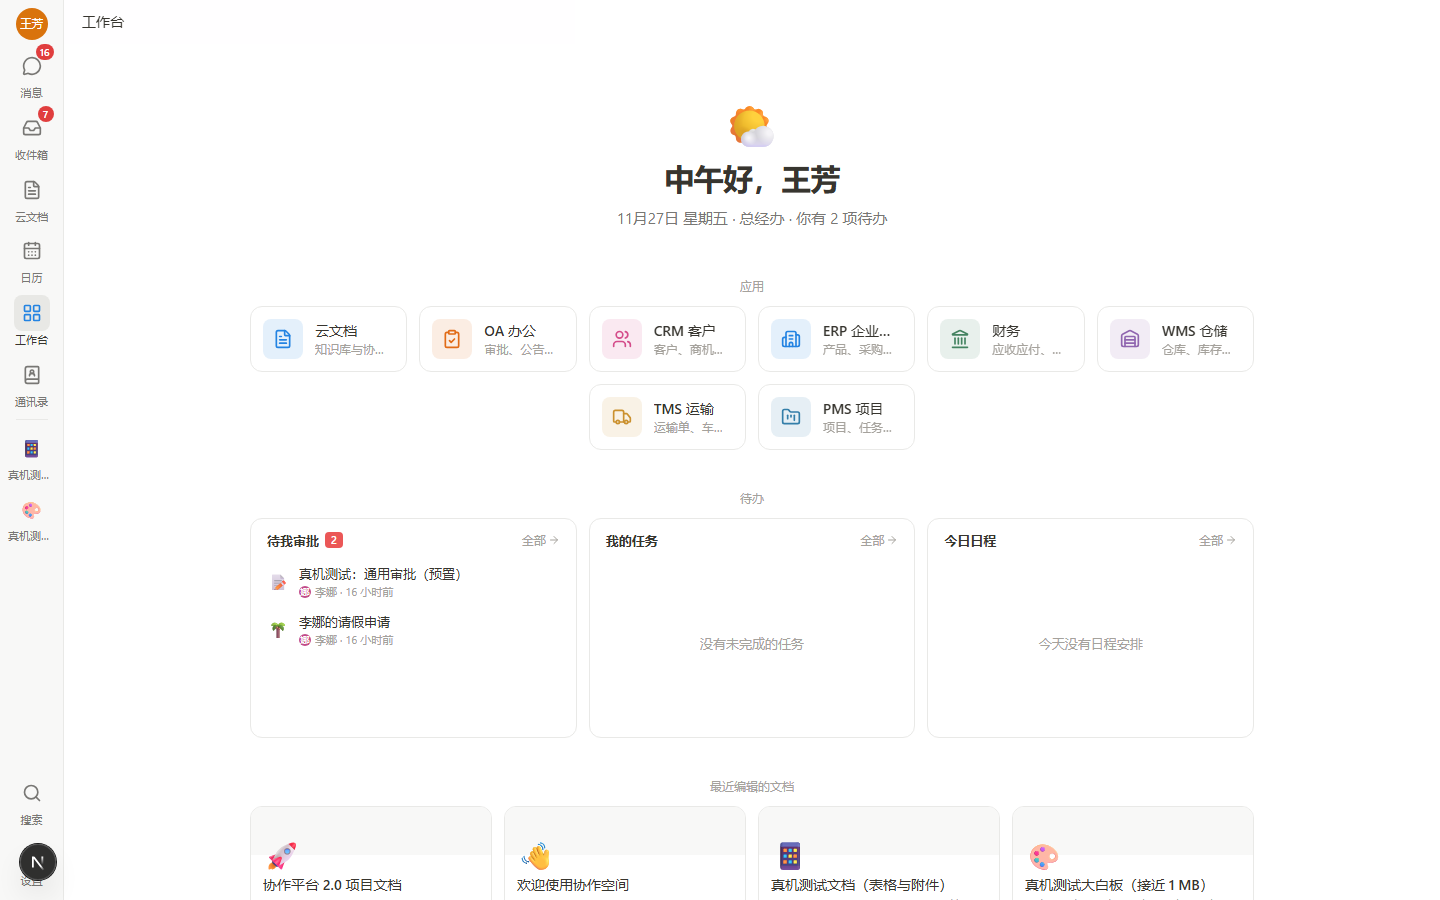 王芳
工作台
16
消息
7
收件箱
云文档
日历
工作台
通讯录
真机测...
真机测...
搜索
N
设置
中午好，王芳
11月27日 星期五 · 总经办 · 你有 2 项待办
应用
云文档
知识库与协...
OA 办公
审批、公告...
CRM 客户
客户、商机...
ERP 企业...
产品、采购...
财务
应收应付、...
WMS 仓储
仓库、库存...
TMS 运输
运输单、车...
PMS 项目
项目、任务...
待办
待我审批 2
全部
真机测试：通用审批（预置）
李娜 · 16 小时前
李娜的请假申请
李娜 · 16 小时前
我的任务
全部
没有未完成的任务
今日日程
全部
今天没有日程安排
最近编辑的文档
协作平台 2.0 项目文档
欢迎使用协作空间
真机测试文档（表格与附件）
真机测试大白板（接近 1 MB）